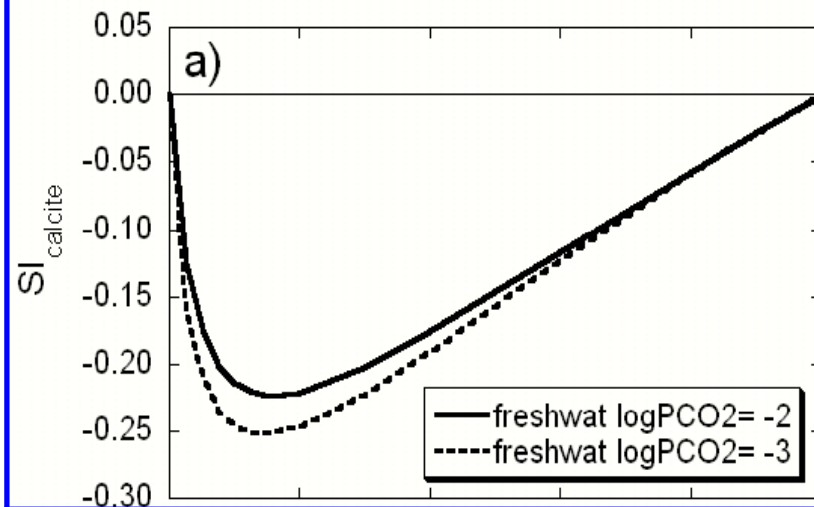 0.05
a)
0.00
-0.05
-0.10
-0.15
-0.20
-0.25
-0.30
SIcalcite
freshwat logPCO2= -2
freshwat logPCO2= -3